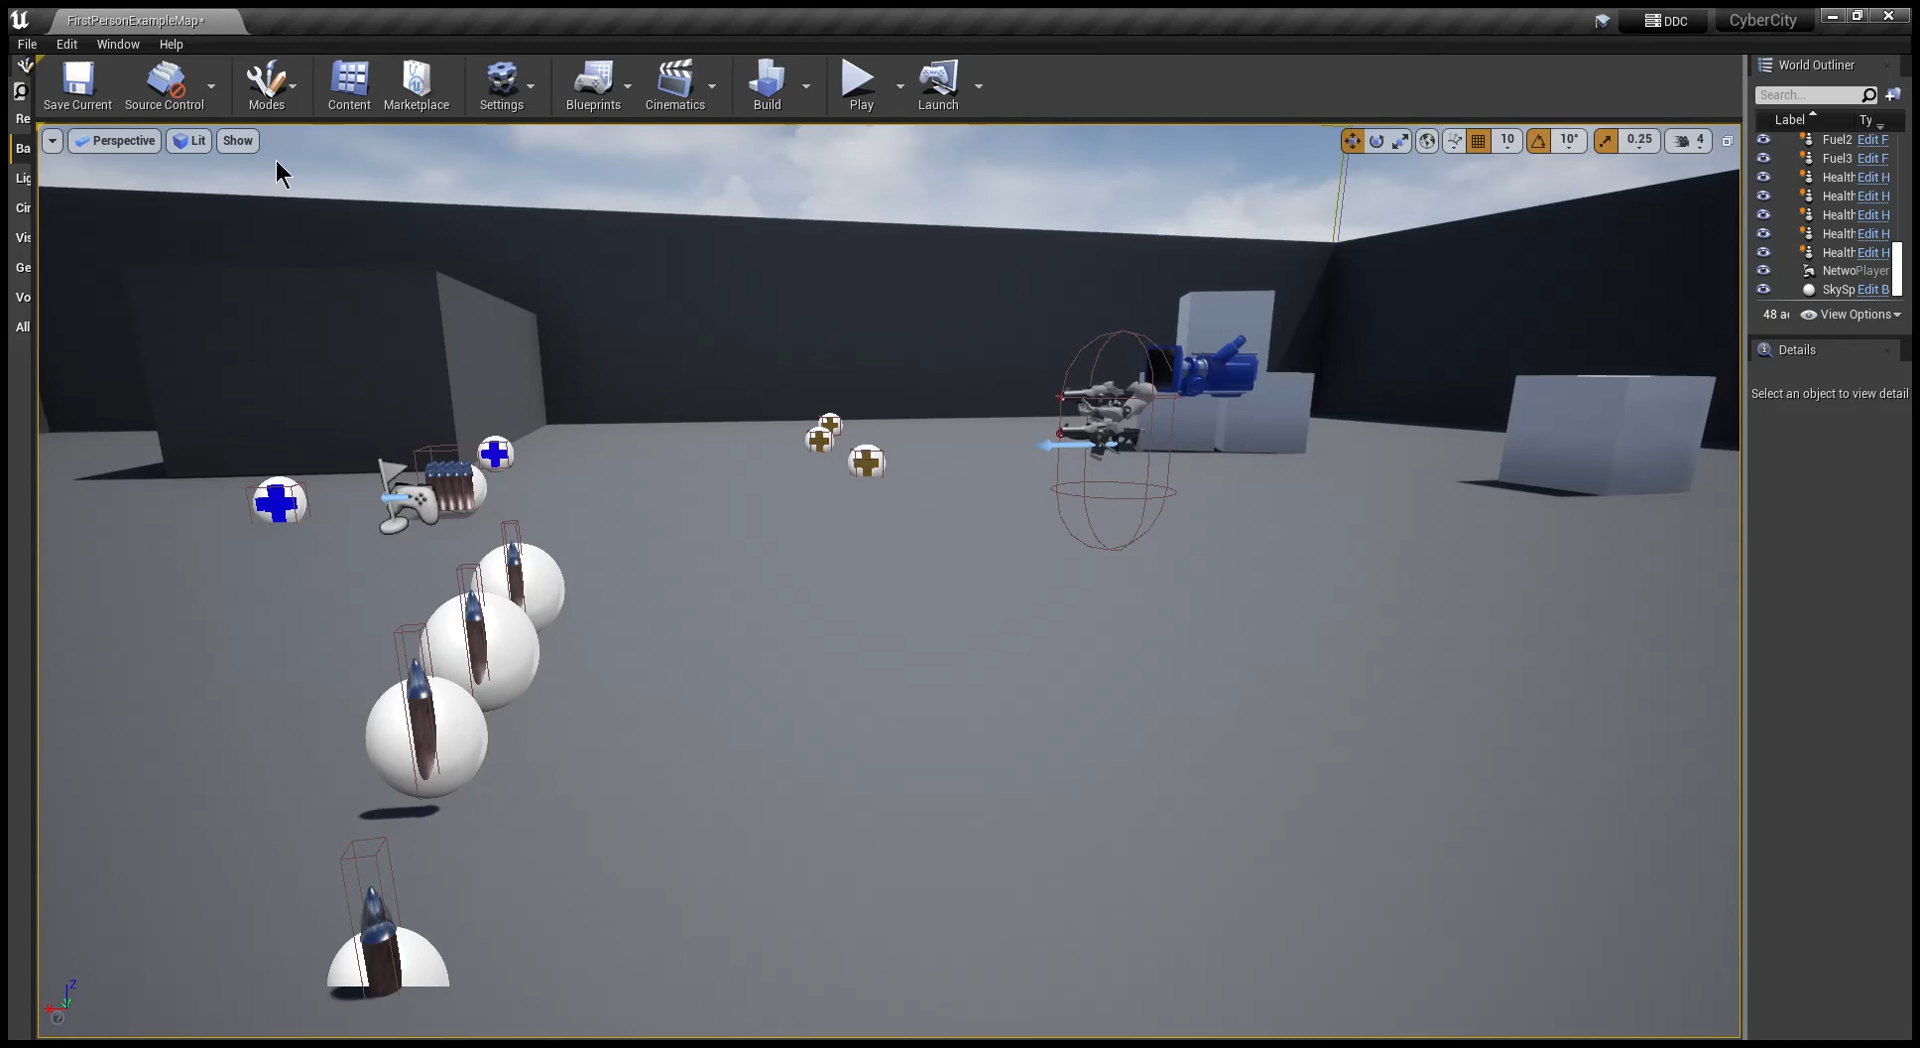 FirstPersonExampleMap*
DDC
CyberCity
File Edit Window Help
Save Current
Source Control
Modes
Content
Marketplace
Settings
Blueprints
Cinematics
Build
Play
Launch
Perspective
Lit
Show
10
10°
0.25
4
Re
Ba
Lig
Cir
Vis
Ge
Vo
All
World Outliner
Search...
Label Ty
Fuel2 Edit F
Fuel3 Edit F
Health Edit H
Health Edit H
Health Edit H
Health Edit H
Health Edit H
Netwo Player
SkySp Edit B
48 a
View Options
Details
Select an object to view detail
Z